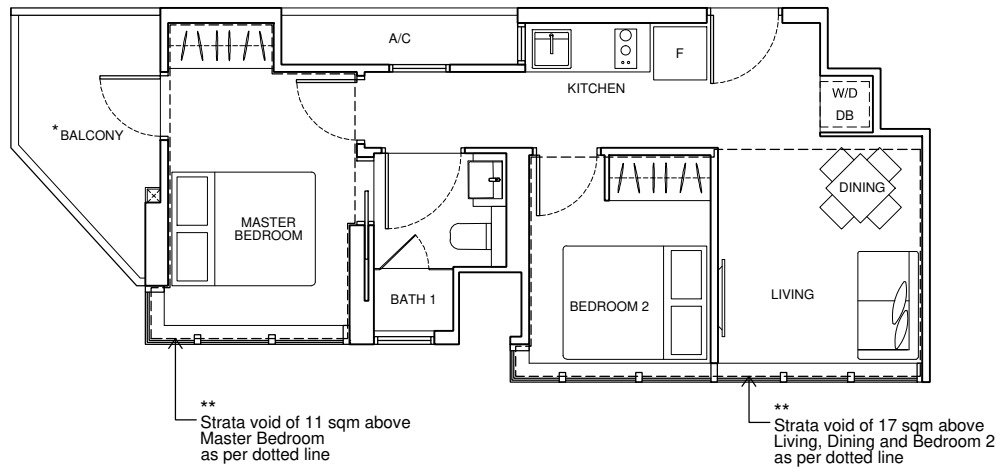 A/C
KITCHEN
F
W/D
DB
*BALCONY
DINING
MASTER
BEDROOM
BATH 1
BEDROOM 2
LIVING
**
Strata void of 11 sqm above
Master Bedroom
as per dotted line
**
Strata void of 17 sqm above
Living, Dining and Bedroom 2
as per dotted line